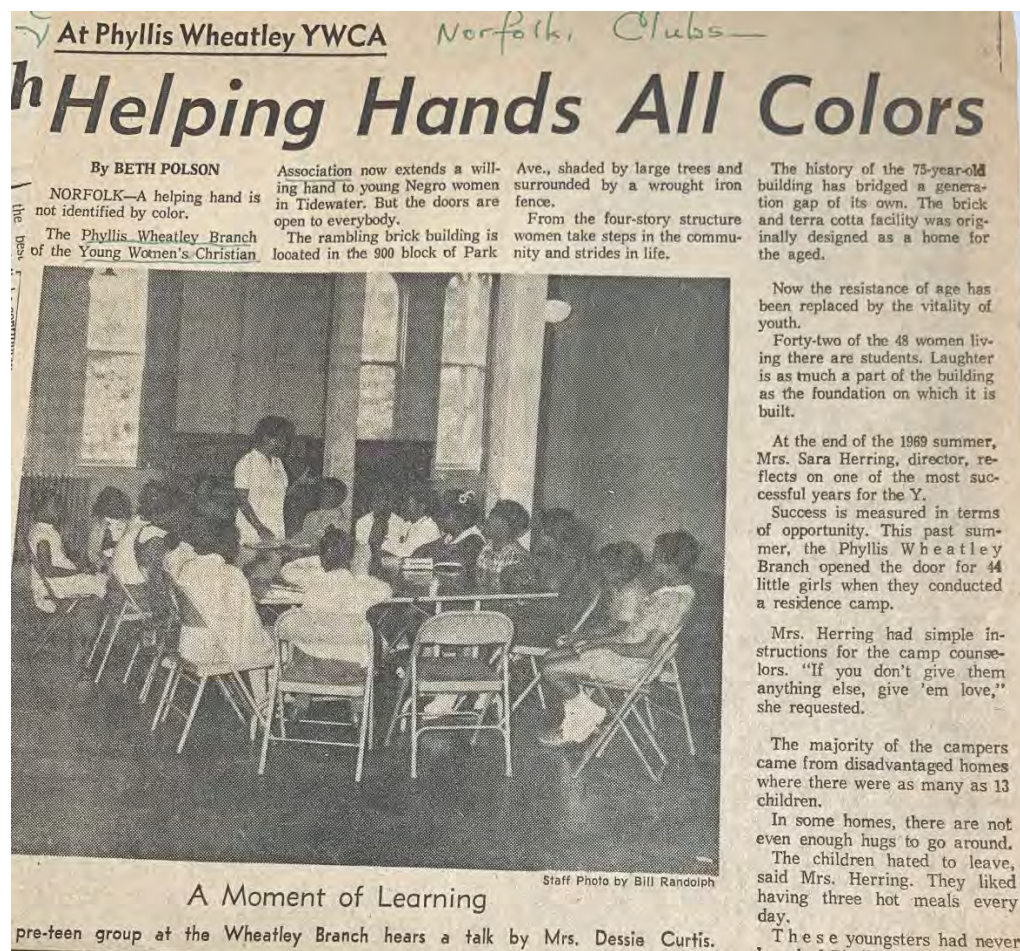 At Phyllis Wheatley YWCA
Norfolk, Clubs—
h
Helping Hands All Colors
By BETH POLSON
NORFOLK—A helping hand is
not identified by color.
The Phyllis Wheatley Branch
of the Young Women's Christian
Association now extends a will-
ing hand to young Negro women
in Tidewater. But the doors are
open to everybody.
The rambling brick building is
located in the 900 block of Park
Ave., shaded by large trees and
surrounded by a wrought iron
fence.
From the four-story structure
women take steps in the commu-
nity and strides in life.
The history of the 75-year-old
building has bridged a genera-
tion gap of its own. The brick
and terra cotta facility was orig-
inally designed as a home for
the aged.
Now the resistance of age has
been replaced by the vitality of
youth.
Forty-two of the 48 women liv-
ing there are students. Laughter
is as much a part of the building
as the foundation on which it is
built.
At the end of the 1969 summer,
Mrs. Sara Herring, director, re-
flects on one of the most suc-
cessful years for the Y.
Success is measured in terms
of opportunity. This past sum-
mer, the Phyllis Wheatley
Branch opened the door for 44
little girls when they conducted
a residence camp.
Mrs. Herring had simple in-
structions for the camp counse-
lors. "If you don't give them
anything else, give 'em love,"
she requested.
The majority of the campers
came from disadvantaged homes
where there were as many as 13
children.
In some homes, there are not
even enough hugs to go around.
The children hated to leave,
said Mrs. Herring. They liked
having three hot meals every
day.
These youngsters had never
the best
Staff Photo by Bill Randolph
A Moment of Learning
pre-teen group at the Wheatley Branch hears a talk by Mrs. Dessie Curtis.